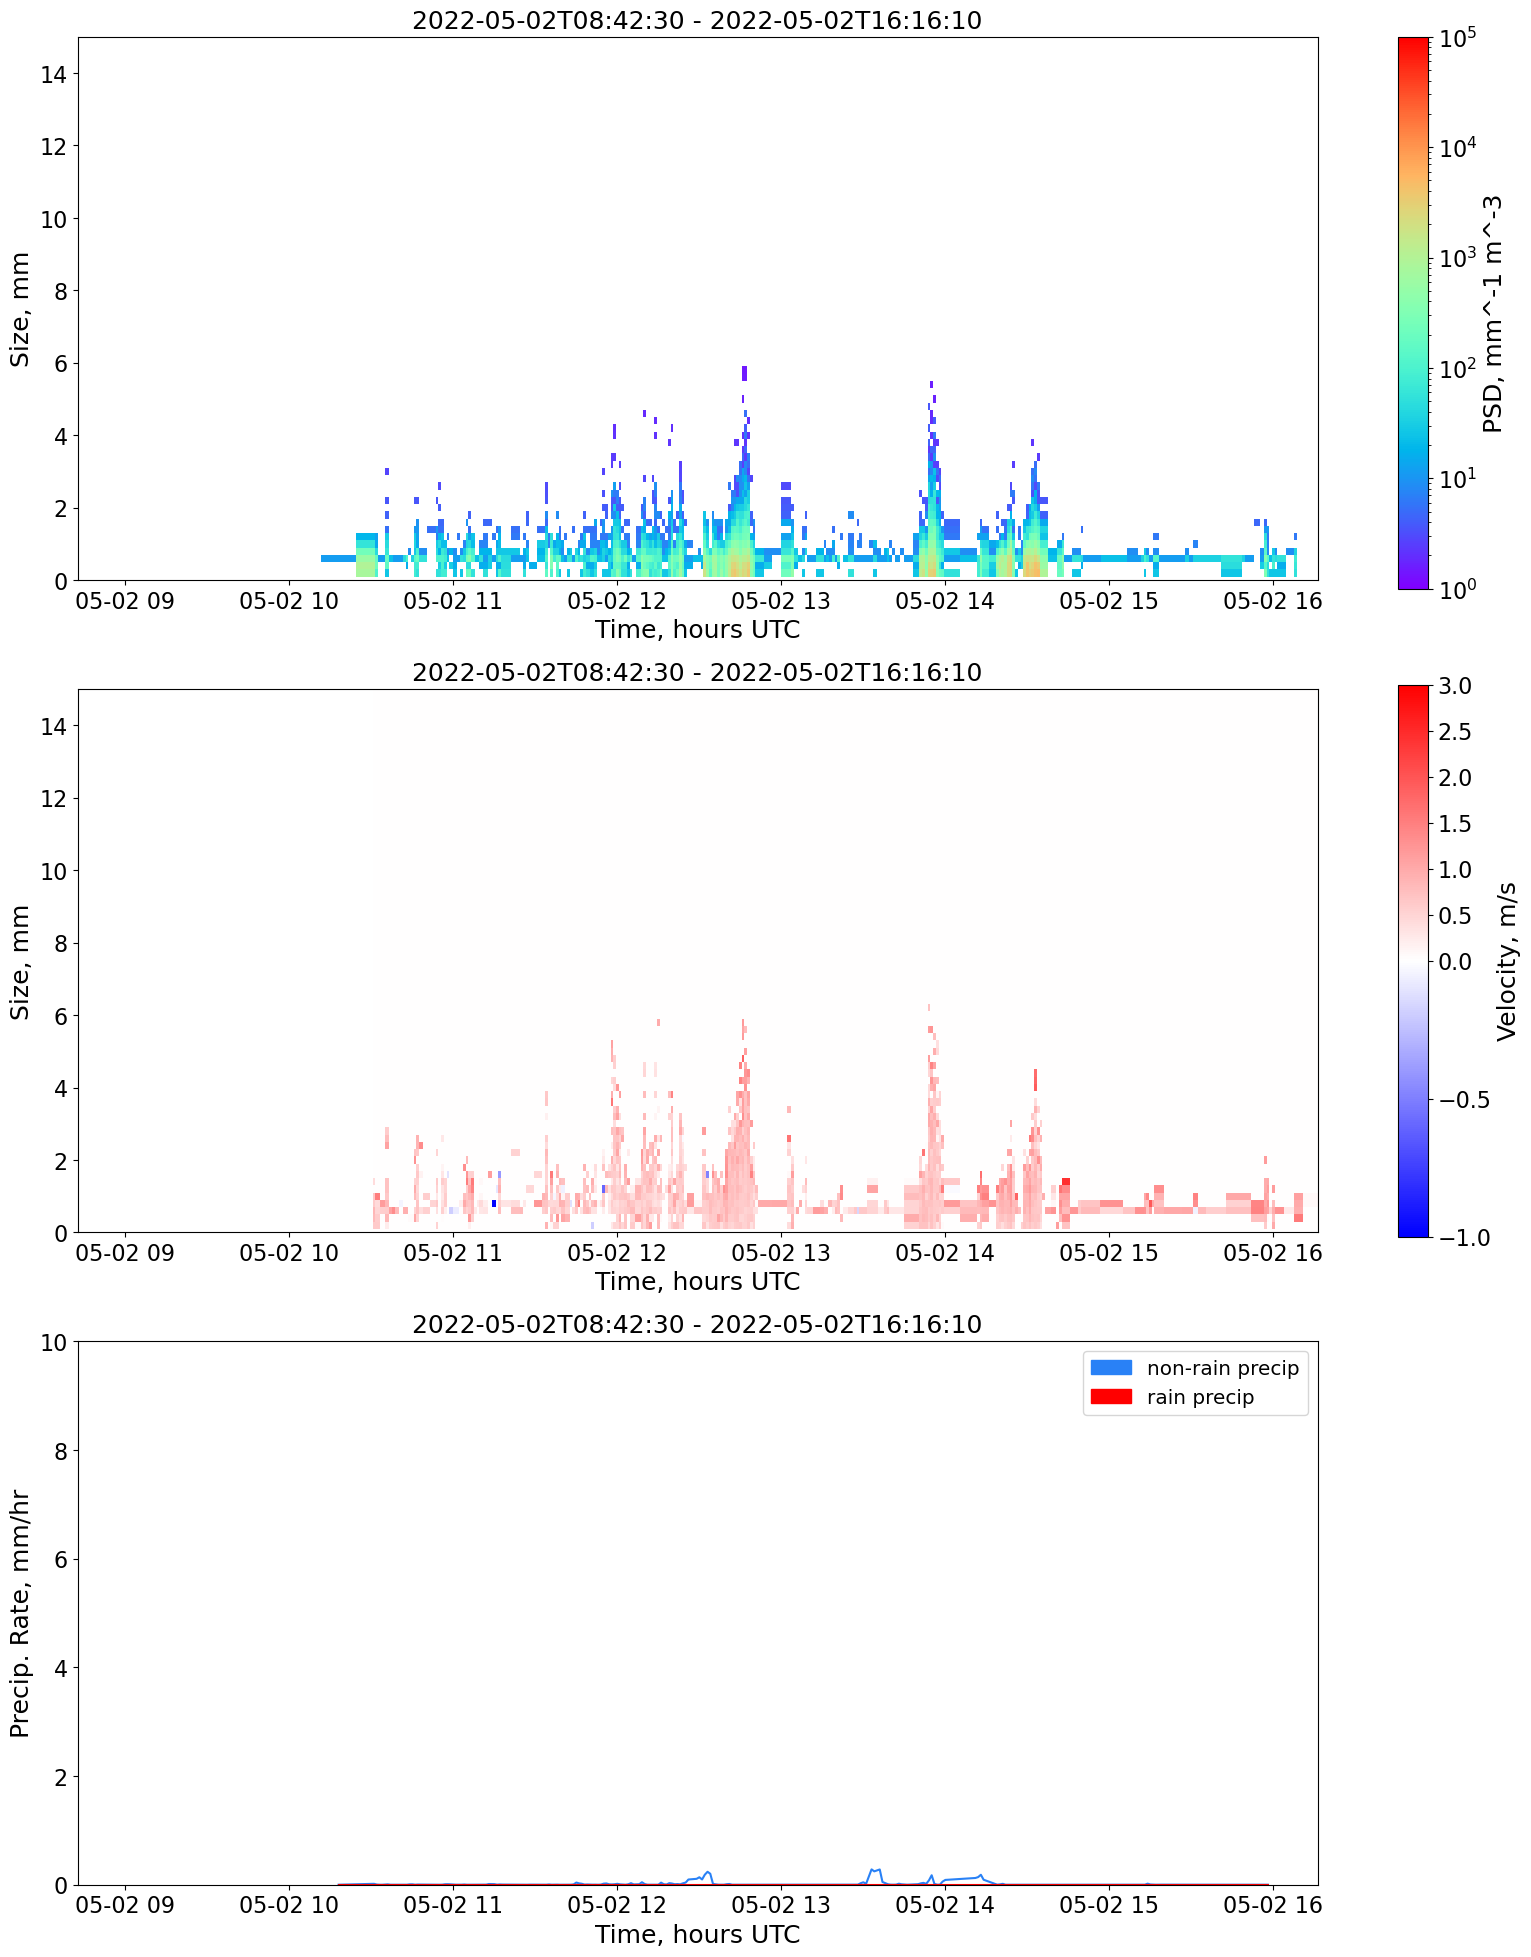 2022-05-02T08:42:30 - 2022-05-02T16:16:10
Size, mm
14
12
10
8
6
4
2
0
05-02 09 05-02 10 05-02 11 05-02 12 05-02 13 05-02 14 05-02 15 05-02 16
Time, hours UTC
10^5
10^4
10^3
10^2
10^1
10^0
PSD, mm^-1 m^-3
2022-05-02T08:42:30 - 2022-05-02T16:16:10
Size, mm
14
12
10
8
6
4
2
0
05-02 09 05-02 10 05-02 11 05-02 12 05-02 13 05-02 14 05-02 15 05-02 16
Time, hours UTC
3.0
2.5
2.0
1.5
1.0
0.5
0.0
−0.5
−1.0
Velocity, m/s
2022-05-02T08:42:30 - 2022-05-02T16:16:10
Precip. Rate, mm/hr
10
8
6
4
2
0
non-rain precip
rain precip
05-02 09 05-02 10 05-02 11 05-02 12 05-02 13 05-02 14 05-02 15 05-02 16
Time, hours UTC